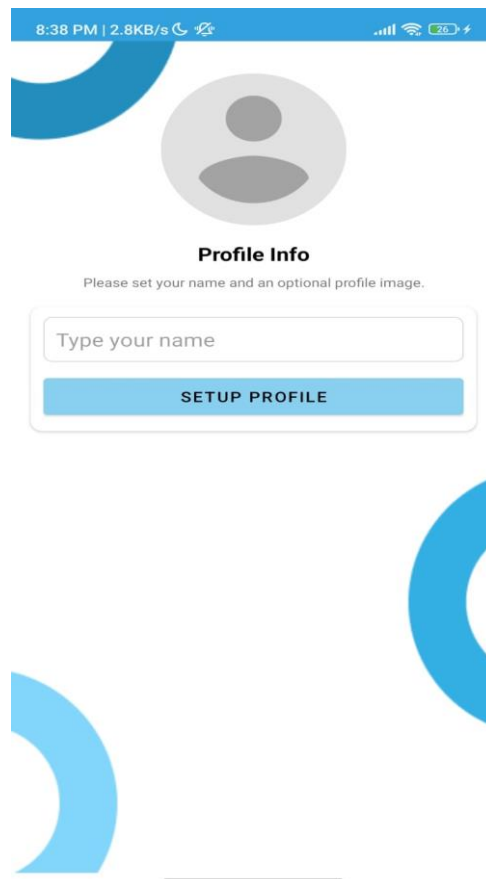 8:38 PM | 2.8KB/s
26
Profile Info
Please set your name and an optional profile image.
Type your name
SETUP PROFILE